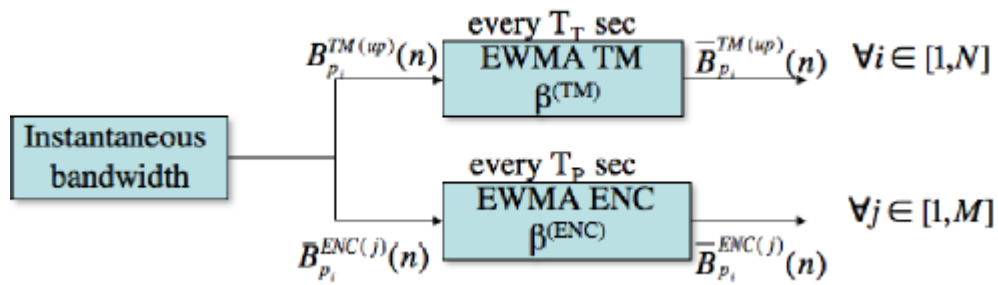 every T_T sec
B_{p_i}^{TM(up)}(n) EWMA TM B̅_{p_i}^{TM(up)}(n) ∀i ∈ [1,N]
β^{(TM)}
Instantaneous
bandwidth
every T_P sec
EWMA ENC ∀j ∈ [1,M]
β^{(ENC)}
B̅_{p_i}^{ENC(j)}(n) B̅_{p_i}^{ENC(j)}(n)